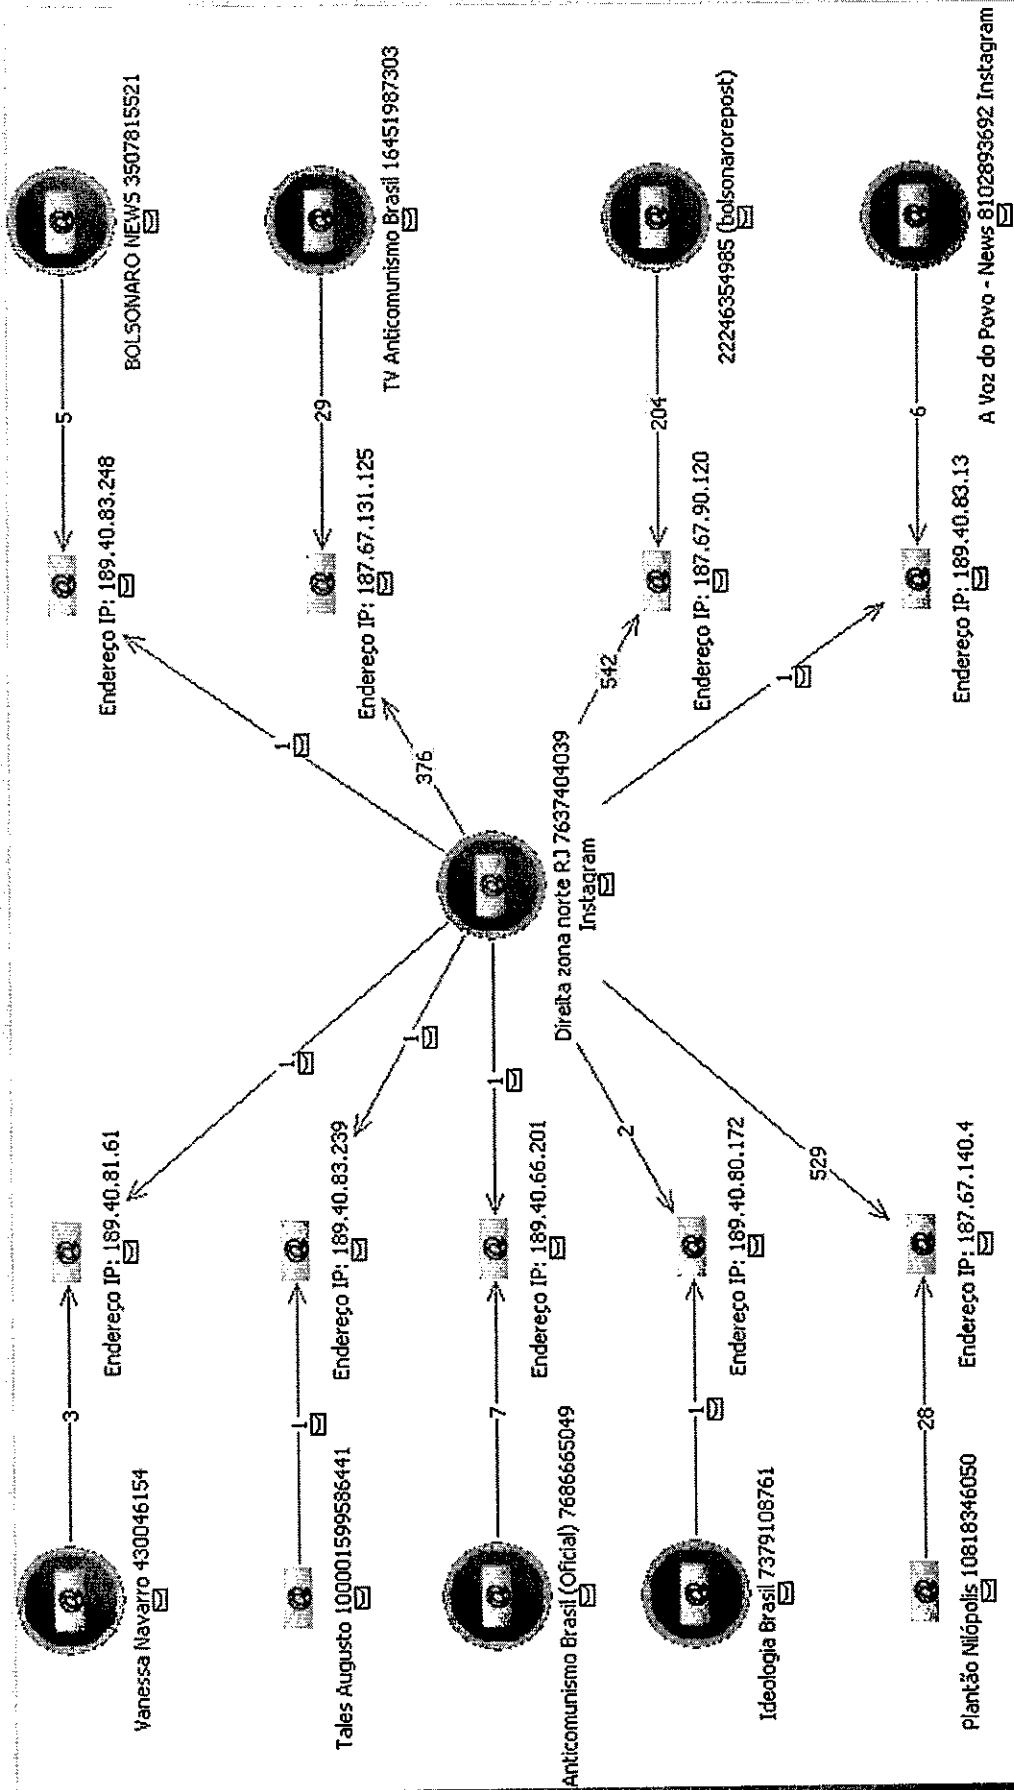 Vanessa Navarro 430046154
3
Endereço IP: 189.40.81.61
1
Endereço IP: 189.40.83.248
1
5
BOLSONARO NEWS 3507815521
Tales Augusto 100001599586441
1
Endereço IP: 189.40.83.239
1
Endereço IP: 187.67.131.125
376
29
TV Anticomunismo Brasil 16451987303
Anticomunismo Brasil (Oficial) 7686665049
7
Endereço IP: 189.40.66.201
1
Direita zona norte RJ 7637404039
Instagram
Ideologia Brasil 7379108761
1
Endereço IP: 189.40.80.172
2
542
Endereço IP: 187.67.90.120
204
22246354985 (bolsonarorepost)
Plantão Nilópolis 10818346050
28
Endereço IP: 187.67.140.4
529
1
Endereço IP: 189.40.83.13
6
A Voz do Povo - News 8102893692 Instagram